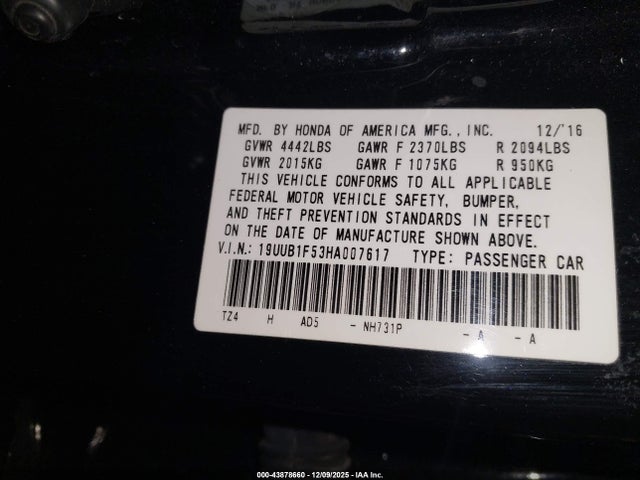 MFD. BY HONDA OF AMERICA MFG., INC. 12/'16
GVWR 4442LBS GAWR F 2370LBS R 2094LBS
GVWR 2015KG GAWR F 1075KG R 950KG
THIS VEHICLE CONFORMS TO ALL APPLICABLE
FEDERAL MOTOR VEHICLE SAFETY, BUMPER,
AND THEFT PREVENTION STANDARDS IN EFFECT
ON THE DATE OF MANUFACTURE SHOWN ABOVE.
V.I.N.: 19UUB1F53HA007617 TYPE: PASSENGER CAR
TZ4 H AD5 - NH731P - A - A
000-43878660 - 12/09/2025 - IAA Inc.